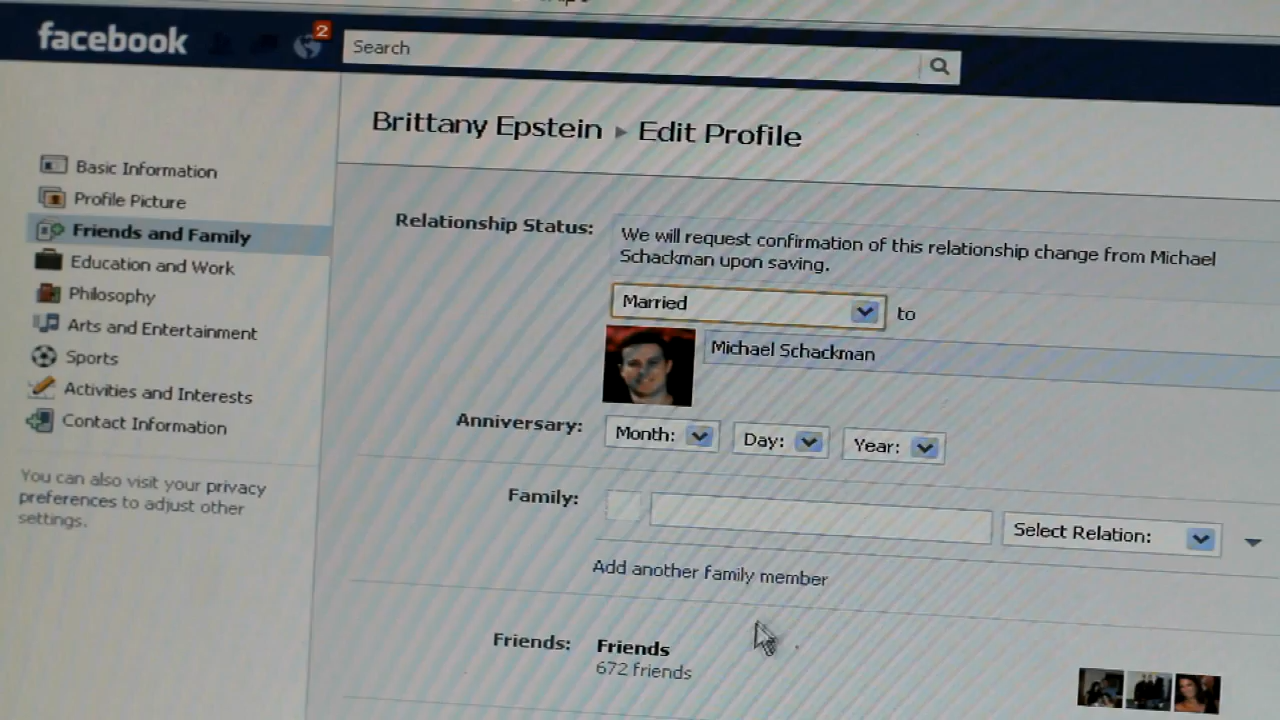 facebook
2
Search
Brittany Epstein ▸ Edit Profile
Basic Information
Profile Picture
Friends and Family
Education and Work
Philosophy
Arts and Entertainment
Sports
Activities and Interests
Contact Information
You can also visit your privacy
preferences to adjust other
settings.
Relationship Status:
We will request confirmation of this relationship change from Michael
Schackman upon saving.
Married
to
Michael Schackman
Anniversary:
Month:
Day:
Year:
Family:
Select Relation:
Add another family member
Friends:
Friends
672 friends